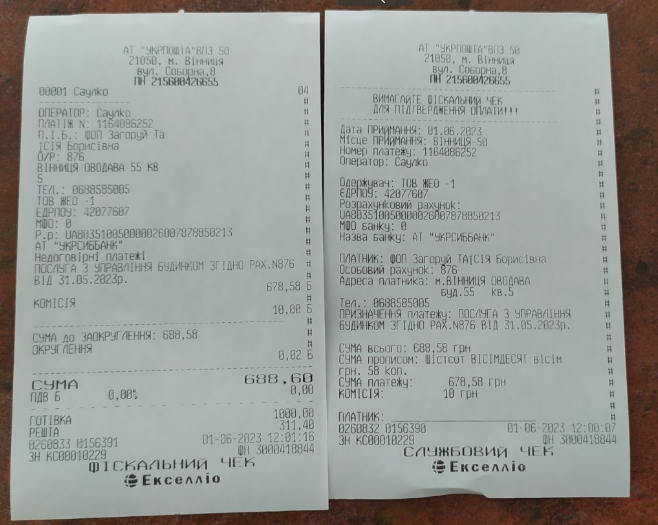 АТ "УКРПОШТА"ВПЗ 50
21050, м. ВІННИЦЯ
вул. Соборна,8
ПН 215600426655
00001 Саулко 04
ОПЕРАТОР: Саулко
ПЛАТІЖ N: 1164086252
П.І.Б.: ФОП Загоруй Та
ісія Борисівна
О/Р: 876
ВІННИЦЯ ОВОДАВА 55 КВ
5
ТЕЛ.: 0688585005
ТОВ ЖЕО -1
ЄДРПОУ: 42077607
МФО: 0
Р.р: UA803510050000026007878850213
АТ "УКРСИББАНК"
Недоговірні платежі
ПОСЛУГА З УПРАВЛІННЯ БУДИНКОМ ЗГІДНО РАХ.N876
ВІД 31.05.2023р.
678,58 Б
КОМІСІЯ
10,00 Б
СУМА до ЗАОКРУГЛЕННЯ: 688,58
ОКРУГЛЕННЯ
0,02 Б
СУМА 688,60
ПДВ Б 0,00% 0,00
ГОТІВКА 1000,00
РЕШТА 311,40
0260833 0156391 01-06-2023 12:01:16
ЗН КС00010229 ФН 3000418844
ФІСКАЛЬНИЙ ЧЕК
Екселліо
АТ "УКРПОШТА"ВПЗ 50
21050, м. ВІННИЦЯ
вул. Соборна,8
ПН 215600426655
ВИМАГАЙТЕ ФІСКАЛЬНИЙ ЧЕК
ДЛЯ ПІДТВЕРДЖЕННЯ ОПЛАТИ!!!
Дата ПРИЙМАННЯ: 01.06.2023
Місце ПРИЙМАННЯ: ВІННИЦЯ-50
Номер платежу: 1164086252
Оператор: Саулко
Одержувач: ТОВ ЖЕО -1
ЄДРПОУ: 42077607
Розрахунковий рахунок:
UA803510050000026007878850213
МФО банку: 0
Назва банку: АТ "УКРСИББАНК"
ПЛАТНИК: ФОП Загоруй ТАІСІЯ Борисівна
Особовий рахунок: 876
Адреса платника: м.ВІННИЦЯ ОВОДАВА
буд.55 кв.5
Тел.: 0688585005
ПРИЗНАЧЕННЯ платежу: ПОСЛУГА З УПРАВЛІННЯ
БУДИНКОМ ЗГІДНО РАХ.N876 ВІД 31.05.2023р.
СУМА всього: 688,58 грн
СУМА прописом: Шістсот ВІСІМДЕСЯТ вісім
грн. 58 коп.
СУМА платежу: 678,58 грн
КОМІСІЯ: 10 грн
ПЛАТНИК:
0260832 0156390 01-06-2023 12:00:07
ЗН КС00010229 ФН 3000418844
СЛУЖБОВИЙ ЧЕК
Екселліо